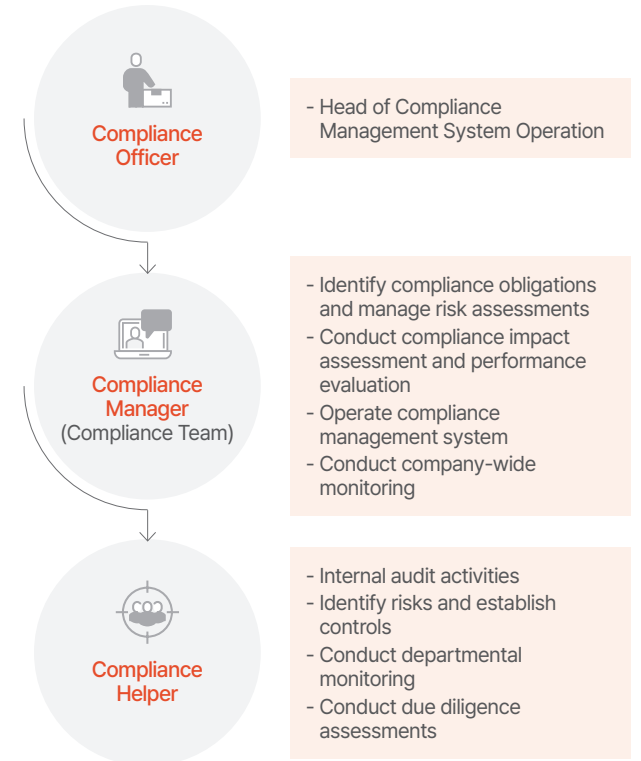 Compliance
Officer
- Head of Compliance
Management System Operation
Compliance
Manager
(Compliance Team)
- Identify compliance obligations
and manage risk assessments
- Conduct compliance impact
assessment and performance
evaluation
- Operate compliance
management system
- Conduct company-wide
monitoring
Compliance
Helper
- Internal audit activities
- Identify risks and establish
controls
- Conduct departmental
monitoring
- Conduct due diligence
assessments